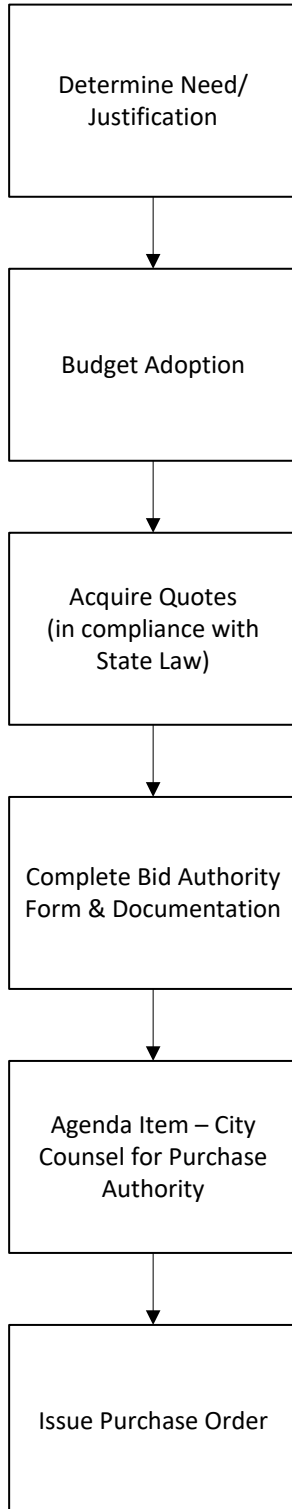 Determine Need/
Justification
Budget Adoption
Acquire Quotes
(in compliance with
State Law)
Complete Bid Authority
Form & Documentation
Agenda Item – City
Counsel for Purchase
Authority
Issue Purchase Order